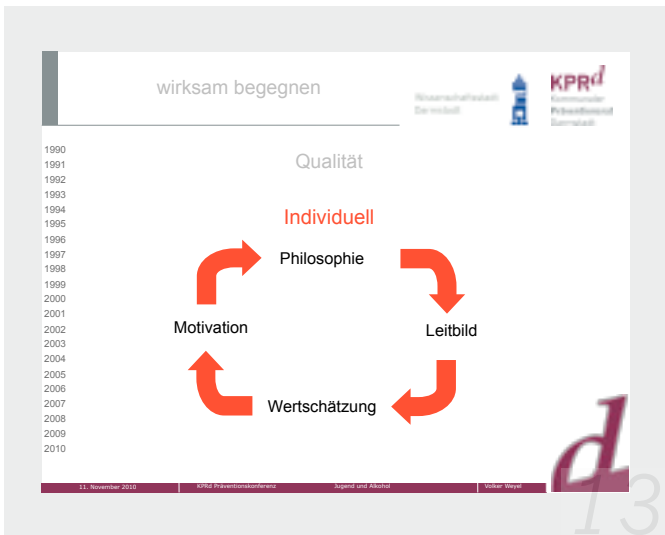 wirksam begegnen
Wissenschaftsstadt
Darmstadt
KPRd
Kommunaler
Präventionsrat
Darmstadt
1990
1991
1992
1993
1994
1995
1996
1997
1998
1999
2000
2001
2002
2003
2004
2005
2006
2007
2008
2009
2010
Qualität
Individuell
Philosophie
Motivation
Leitbild
Wertschätzung
d
11. November 2010 KPRd Präventionskonferenz Jugend und Alkohol Volker Weyel
13